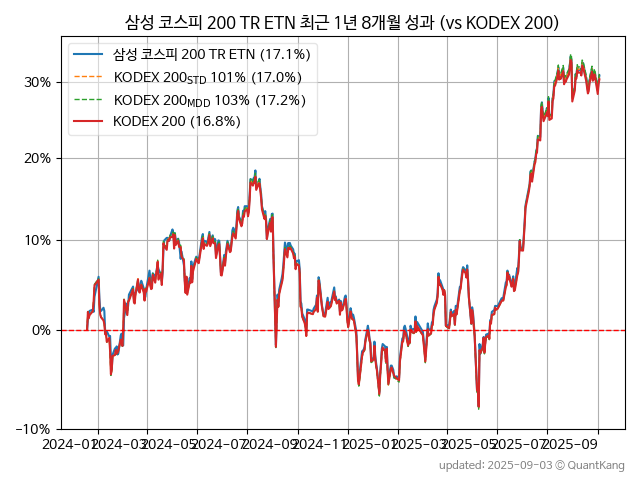 삼성 코스피 200 TR ETN 최근 1년 8개월 성과 (vs KODEX 200)
삼성 코스피 200 TR ETN (17.1%)
KODEX 200STD 101% (17.0%)
KODEX 200MDD 103% (17.2%)
KODEX 200 (16.8%)
30%
20%
10%
0%
−10%
2024-01 2024-03 2024-05 2024-07 2024-09 2024-11 2025-01 2025-03 2025-05 2025-07 2025-09
updated: 2025-09-03 © QuantKang